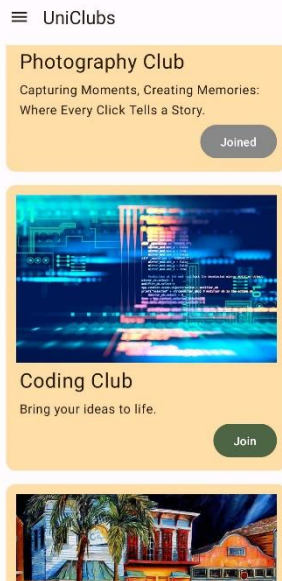 UniClubs
Photography Club
Capturing Moments, Creating Memories:
Where Every Click Tells a Story.
Joined
Coding Club
Bring your ideas to life.
Join